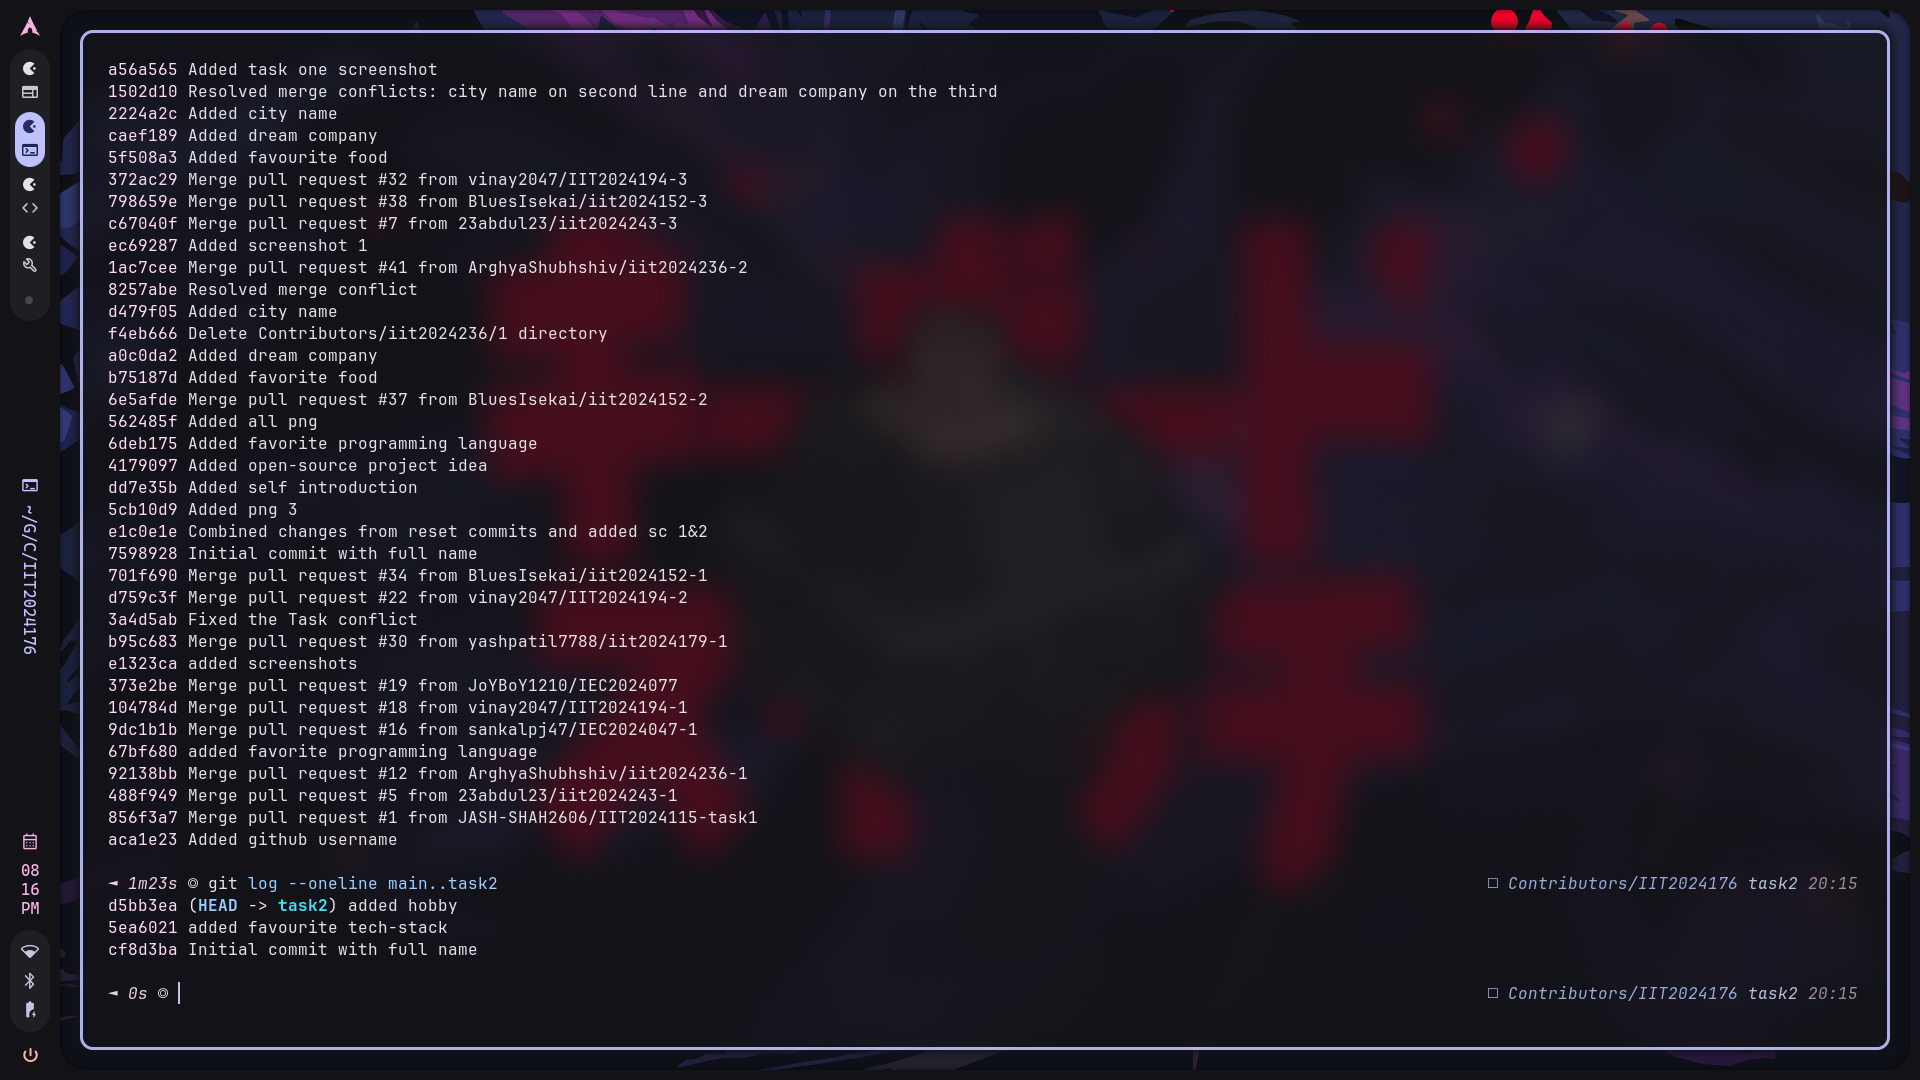 a56a565 Added task one screenshot
1502d10 Resolved merge conflicts: city name on second line and dream company on the third
2224a2c Added city name
caef189 Added dream company
5f508a3 Added favourite food
372ac29 Merge pull request #32 from vinay2047/IIT2024194-3
798659e Merge pull request #38 from BluesIsekai/iit2024152-3
c67040f Merge pull request #7 from 23abdul23/iit2024243-3
ec69287 Added screenshot 1
1ac7cee Merge pull request #41 from ArghyaShubhshiv/iit2024236-2
8257abe Resolved merge conflict
d479f05 Added city name
f4eb666 Delete Contributors/iit2024236/1 directory
a0c0da2 Added dream company
b75187d Added favorite food
6e5afde Merge pull request #37 from BluesIsekai/iit2024152-2
562485f Added all png
6deb175 Added favorite programming language
4179097 Added open-source project idea
dd7e35b Added self introduction
5cb10d9 Added png 3
e1c0e1e Combined changes from reset commits and added sc 1&2
7598928 Initial commit with full name
701f690 Merge pull request #34 from BluesIsekai/iit2024152-1
d759c3f Merge pull request #22 from vinay2047/IIT2024194-2
3a4d5ab Fixed the Task conflict
b95c683 Merge pull request #30 from yashpatil7788/iit2024179-1
e1323ca added screenshots
373e2be Merge pull request #19 from JoYBoY1210/IEC2024077
104784d Merge pull request #18 from vinay2047/IIT2024194-1
9dc1b1b Merge pull request #16 from sankalpj47/IEC2024047-1
67bf680 added favorite programming language
92138bb Merge pull request #12 from ArghyaShubhshiv/iit2024236-1
488f949 Merge pull request #5 from 23abdul23/iit2024243-1
856f3a7 Merge pull request #1 from JASH-SHAH2606/IIT2024115-task1
aca1e23 Added github username
◄ 1m23s ◎ git log --oneline main..task2 □ Contributors/IIT2024176 task2 20:15
d5bb3ea (HEAD -> task2) added hobby
5ea6021 added favourite tech-stack
cf8d3ba Initial commit with full name
◄ 0s ◎ □ Contributors/IIT2024176 task2 20:15
~/G/C/IIT2024176
08
16
PM